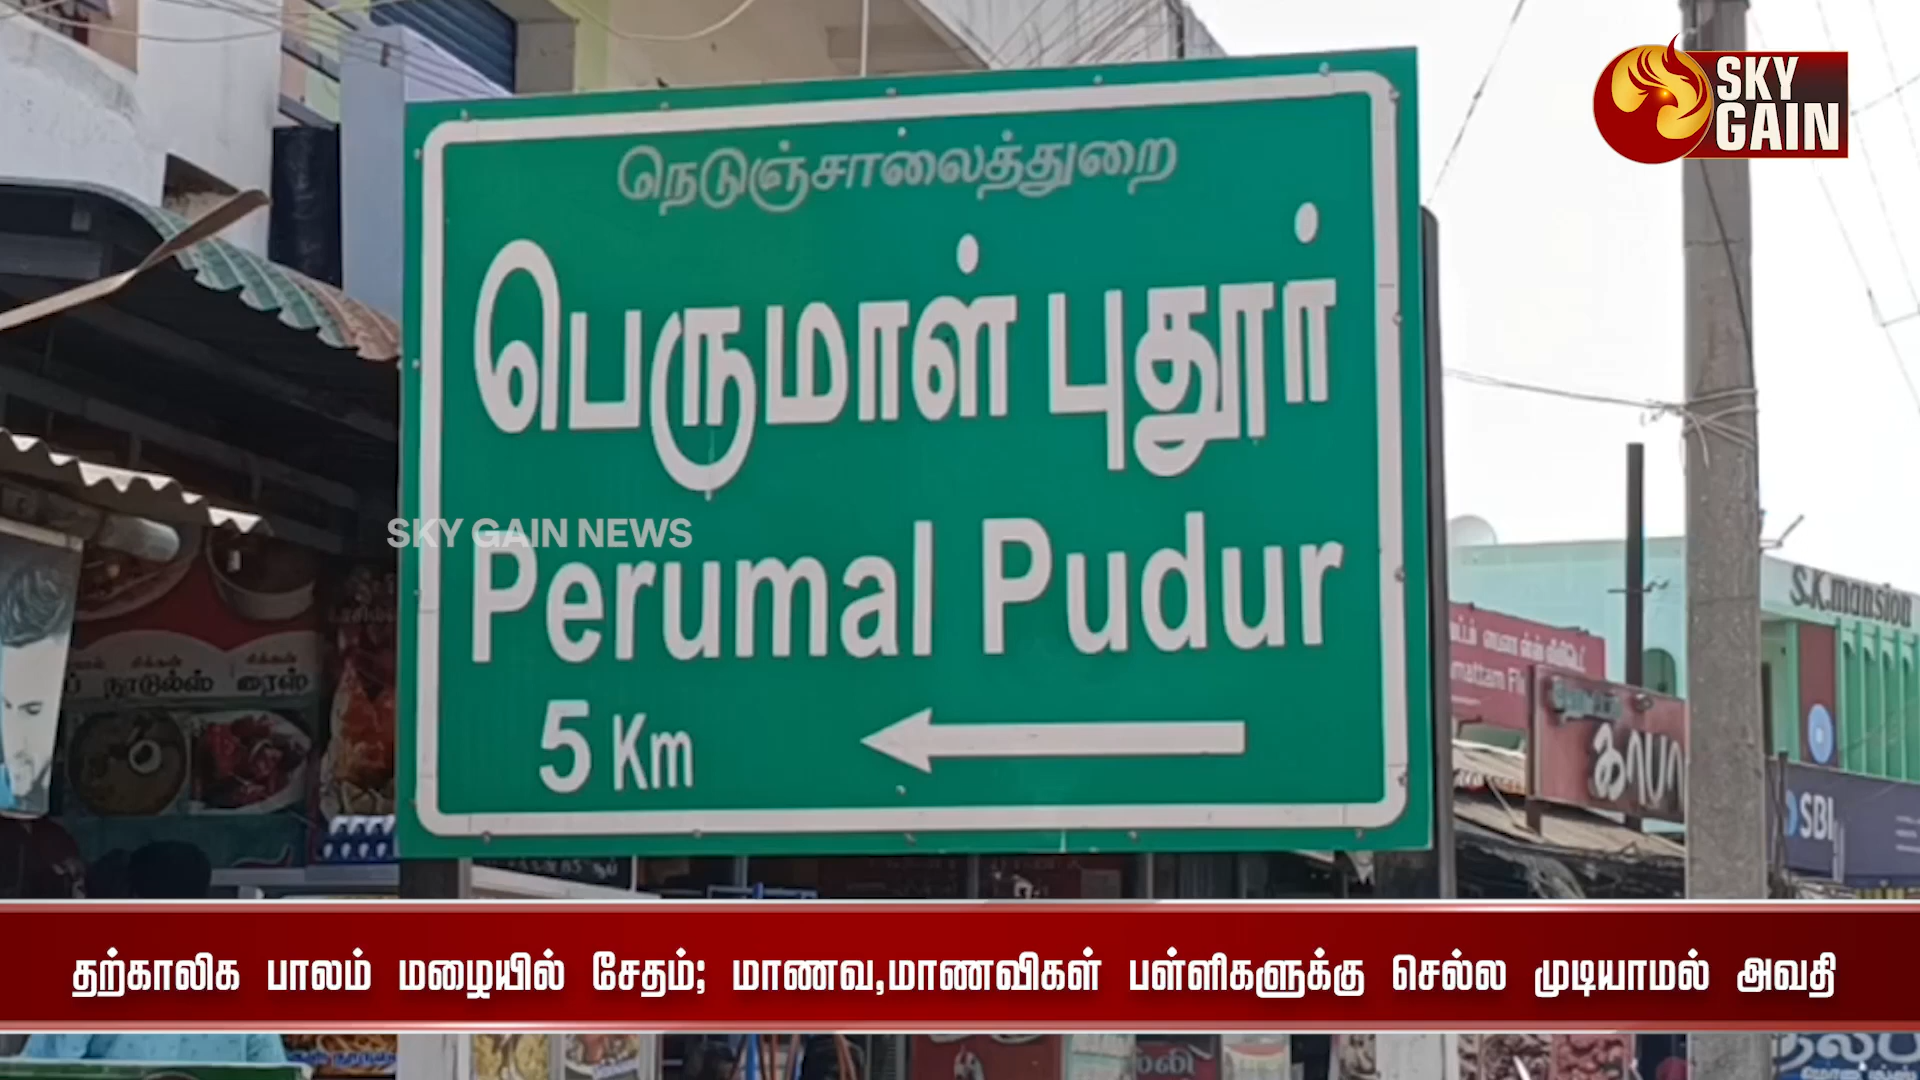 SKY
GAIN
நெடுஞ்சாலைத்துறை
பெருமாள் புதூர்
SKY GAIN NEWS
Perumal Pudur
5 Km
S.K.mansion
நூடுல்ஸ் ரைஸ்
SBI
தற்காலிக பாலம் மழையில் சேதம்; மாணவ,மாணவிகள் பள்ளிகளுக்கு செல்ல முடியாமல் அவதி